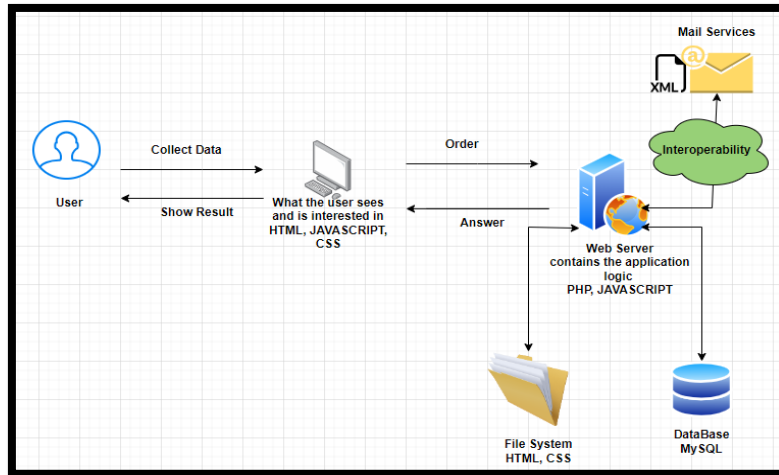 Mail Services
@
XML
Interoperability
Collect Data
Order
User
Show Result
What the user sees
and is interested in
HTML, JAVASCRIPT,
CSS
Answer
Web Server
contains the application
logic
PHP, JAVASCRIPT
File System
HTML, CSS
DataBase
MySQL